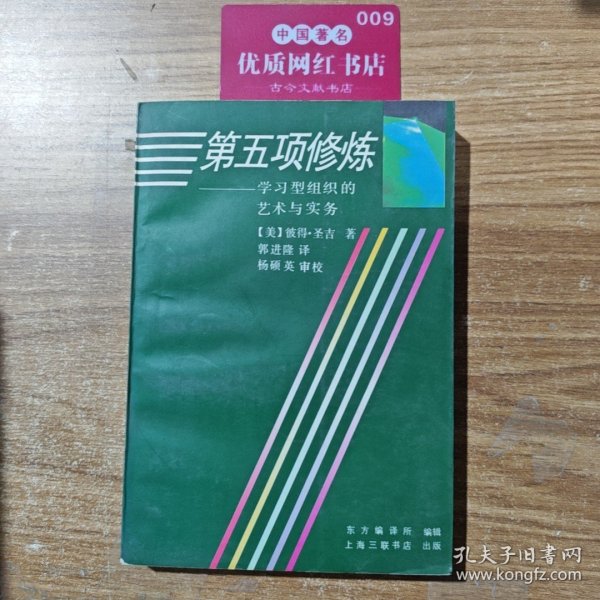 009
中国著名
优质网红书店
古今文献书店
第五项修炼
——学习型组织的
艺术与实务
【美】彼得·圣吉 著
郭进隆 译
杨硕英 审校
东方编译所 编辑
上海三联书店 出版
孔夫子旧书网
www.kongfz.com